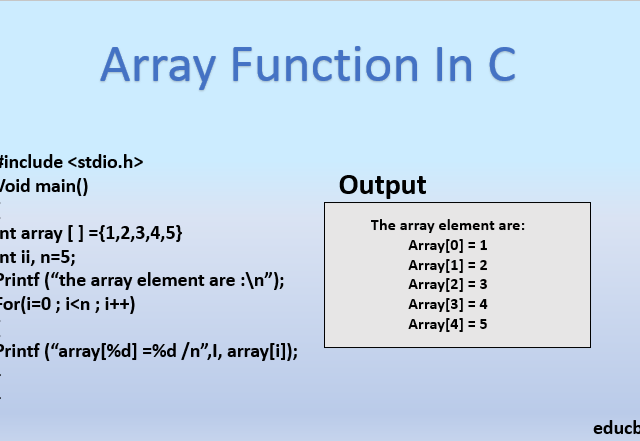 Array Function In C
#include <stdio.h>
Void main()
{
int array [ ] ={1,2,3,4,5}
int ii, n=5;
Printf (“the array element are :\n”);
For(i=0 ; i<n ; i++)
{
Printf (“array[%d] =%d /n”,I, array[i]);
Output
The array element are:
Array[0] = 1
Array[1] = 2
Array[2] = 3
Array[3] = 4
Array[4] = 5
educb